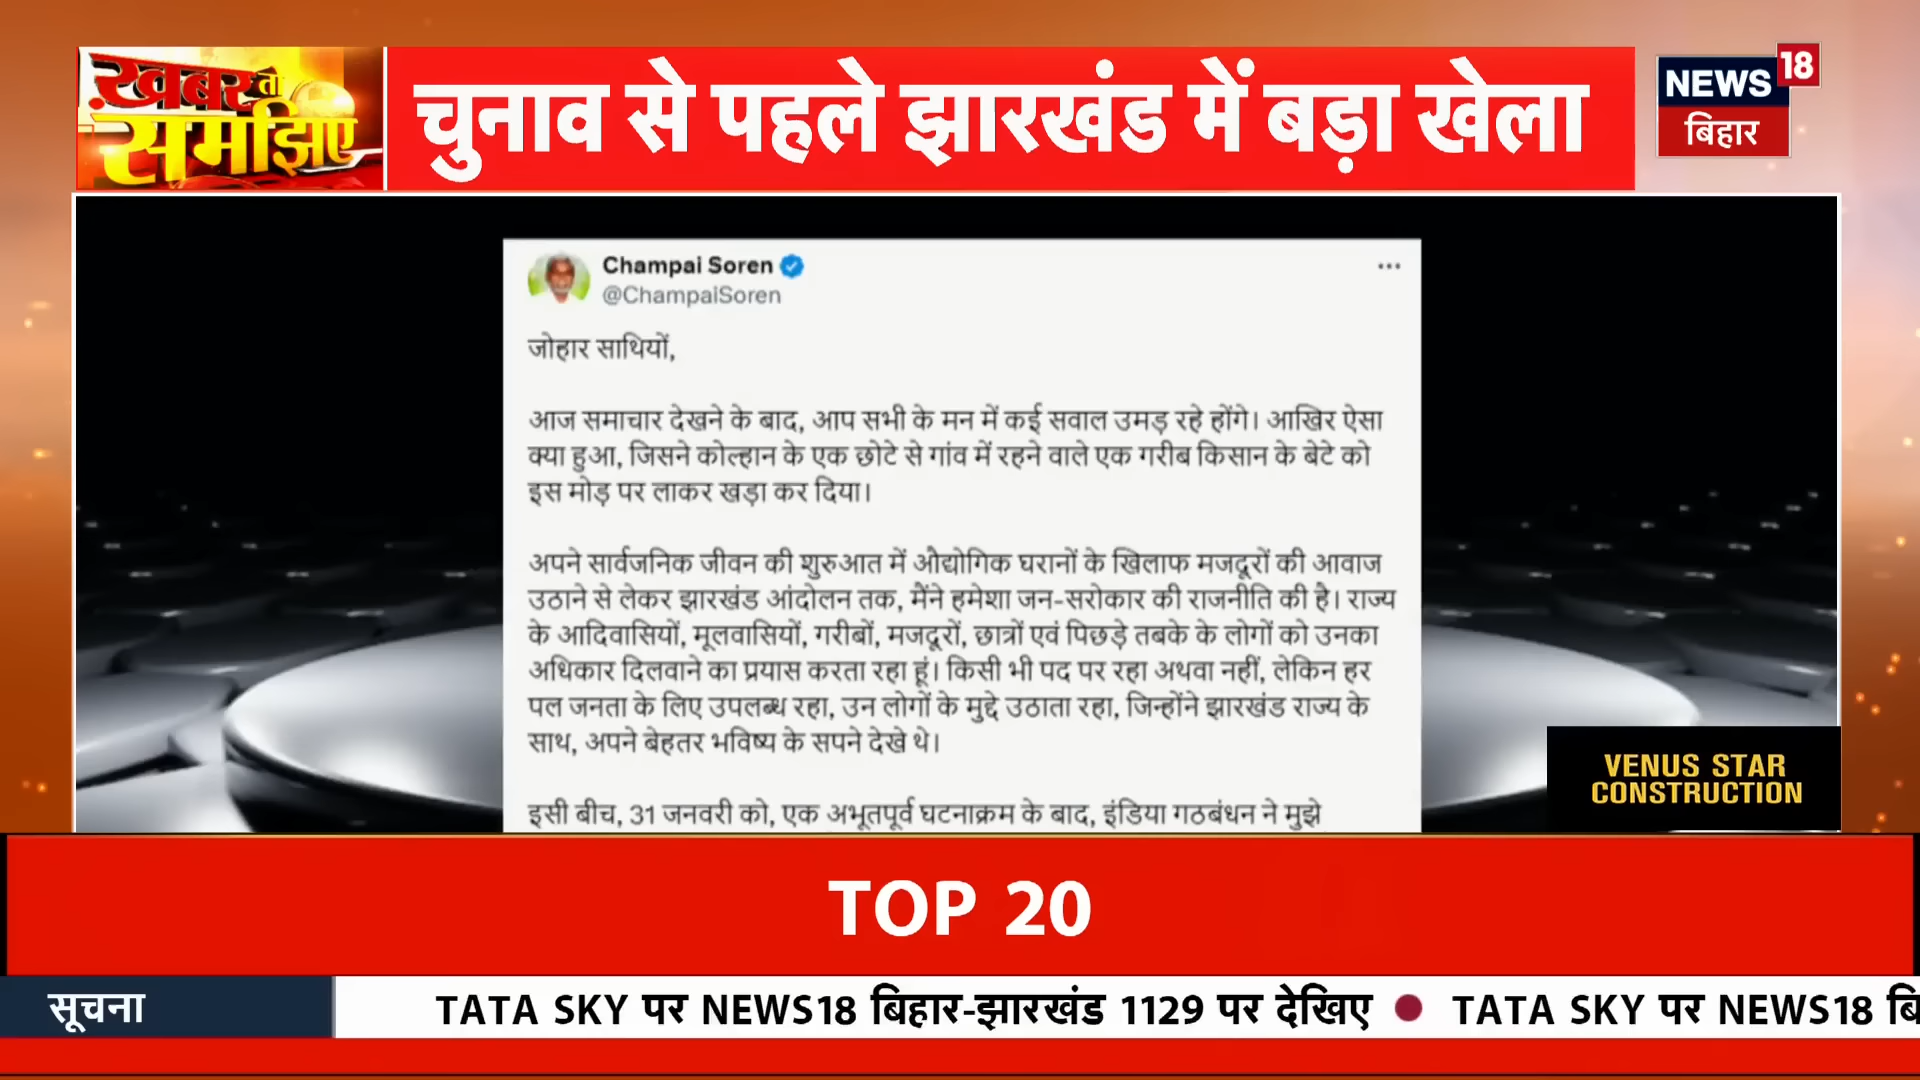 ख़बर तो
समझिए
चुनाव से पहले झारखंड में बड़ा खेला
NEWS 18
बिहार
Champai Soren
@ChampaiSoren
जोहार साथियों,
आज समाचार देखने के बाद, आप सभी के मन में कई सवाल उमड़ रहे होंगे। आखिर ऐसा
क्या हुआ, जिसने कोल्हान के एक छोटे से गांव में रहने वाले एक गरीब किसान के बेटे को
इस मोड़ पर लाकर खड़ा कर दिया।
अपने सार्वजनिक जीवन की शुरुआत में औद्योगिक घरानों के खिलाफ मजदूरों की आवाज
उठाने से लेकर झारखंड आंदोलन तक, मैंने हमेशा जन-सरोकार की राजनीति की है। राज्य
के आदिवासियों, मूलवासियों, गरीबों, मजदूरों, छात्रों एवं पिछड़े तबके के लोगों को उनका
अधिकार दिलवाने का प्रयास करता रहा हूं। किसी भी पद पर रहा अथवा नहीं, लेकिन हर
पल जनता के लिए उपलब्ध रहा, उन लोगों के मुद्दे उठाता रहा, जिन्होंने झारखंड राज्य के
साथ, अपने बेहतर भविष्य के सपने देखे थे।
इसी बीच, 31 जनवरी को, एक अभूतपूर्व घटनाक्रम के बाद, इंडिया गठबंधन ने मुझे
VENUS STAR
CONSTRUCTION
TOP 20
सूचना
TATA SKY पर NEWS18 बिहार-झारखंड 1129 पर देखिए ● TATA SKY पर NEWS18 बि